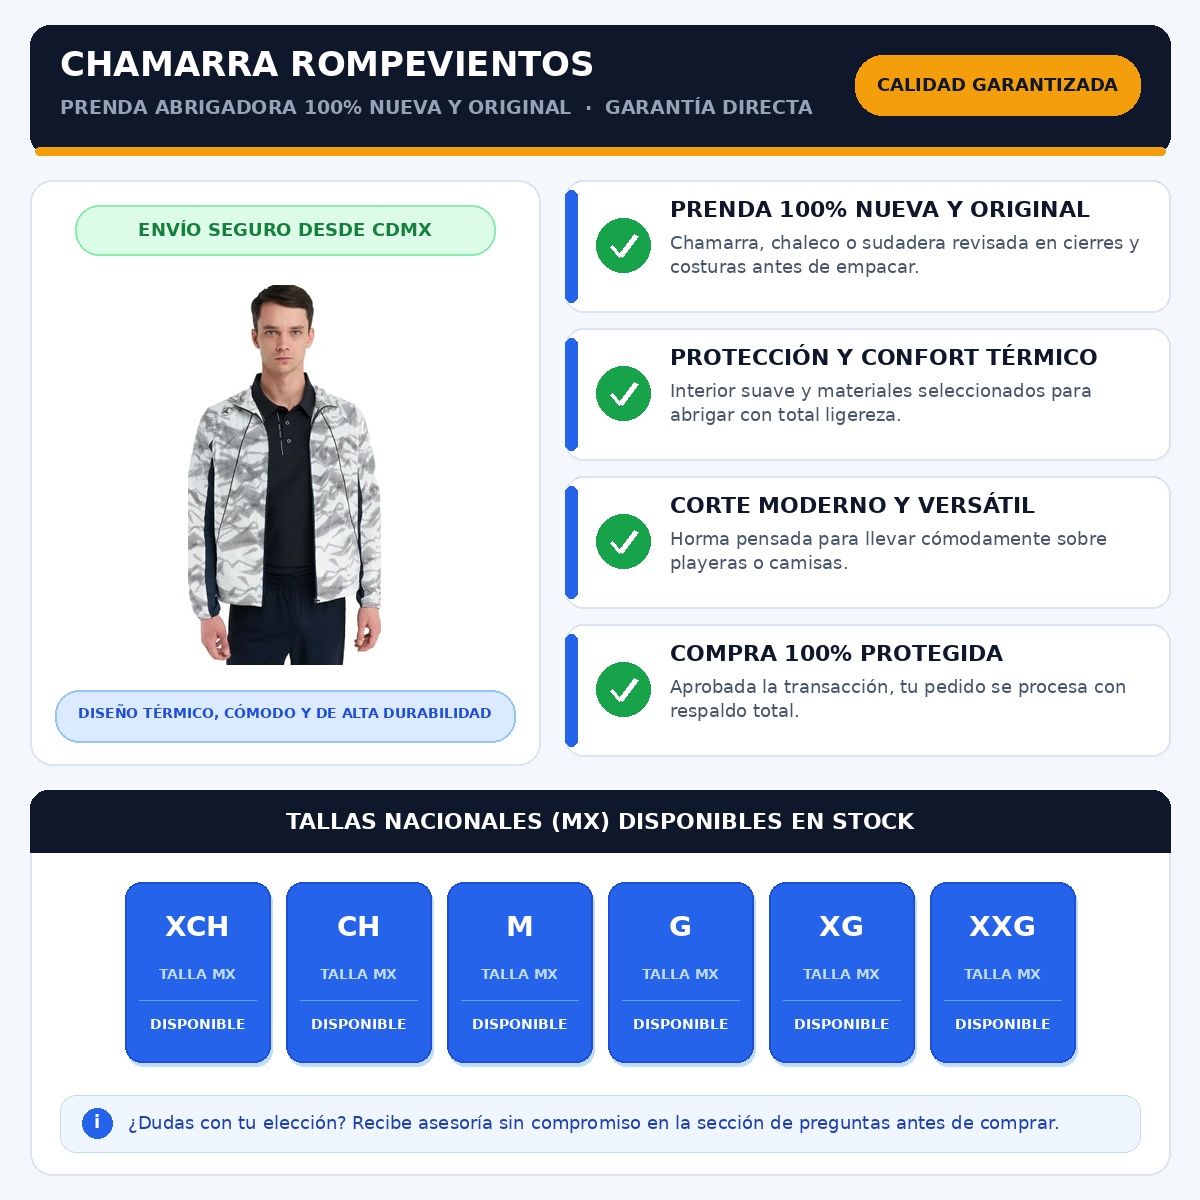 CHAMARRA ROMPEVIENTOS
PRENDA ABRIGADORA 100% NUEVA Y ORIGINAL · GARANTÍA DIRECTA
CALIDAD GARANTIZADA
ENVÍO SEGURO DESDE CDMX
DISEÑO TÉRMICO, CÓMODO Y DE ALTA DURABILIDAD
PRENDA 100% NUEVA Y ORIGINAL
Chamarra, chaleco o sudadera revisada en cierres y
costuras antes de empacar.
PROTECCIÓN Y CONFORT TÉRMICO
Interior suave y materiales seleccionados para
abrigar con total ligereza.
CORTE MODERNO Y VERSÁTIL
Horma pensada para llevar cómodamente sobre
playeras o camisas.
COMPRA 100% PROTEGIDA
Aprobada la transacción, tu pedido se procesa con
respaldo total.
TALLAS NACIONALES (MX) DISPONIBLES EN STOCK
XCH
TALLA MX
DISPONIBLE
CH
TALLA MX
DISPONIBLE
M
TALLA MX
DISPONIBLE
G
TALLA MX
DISPONIBLE
XG
TALLA MX
DISPONIBLE
XXG
TALLA MX
DISPONIBLE
i ¿Dudas con tu elección? Recibe asesoría sin compromiso en la sección de preguntas antes de comprar.